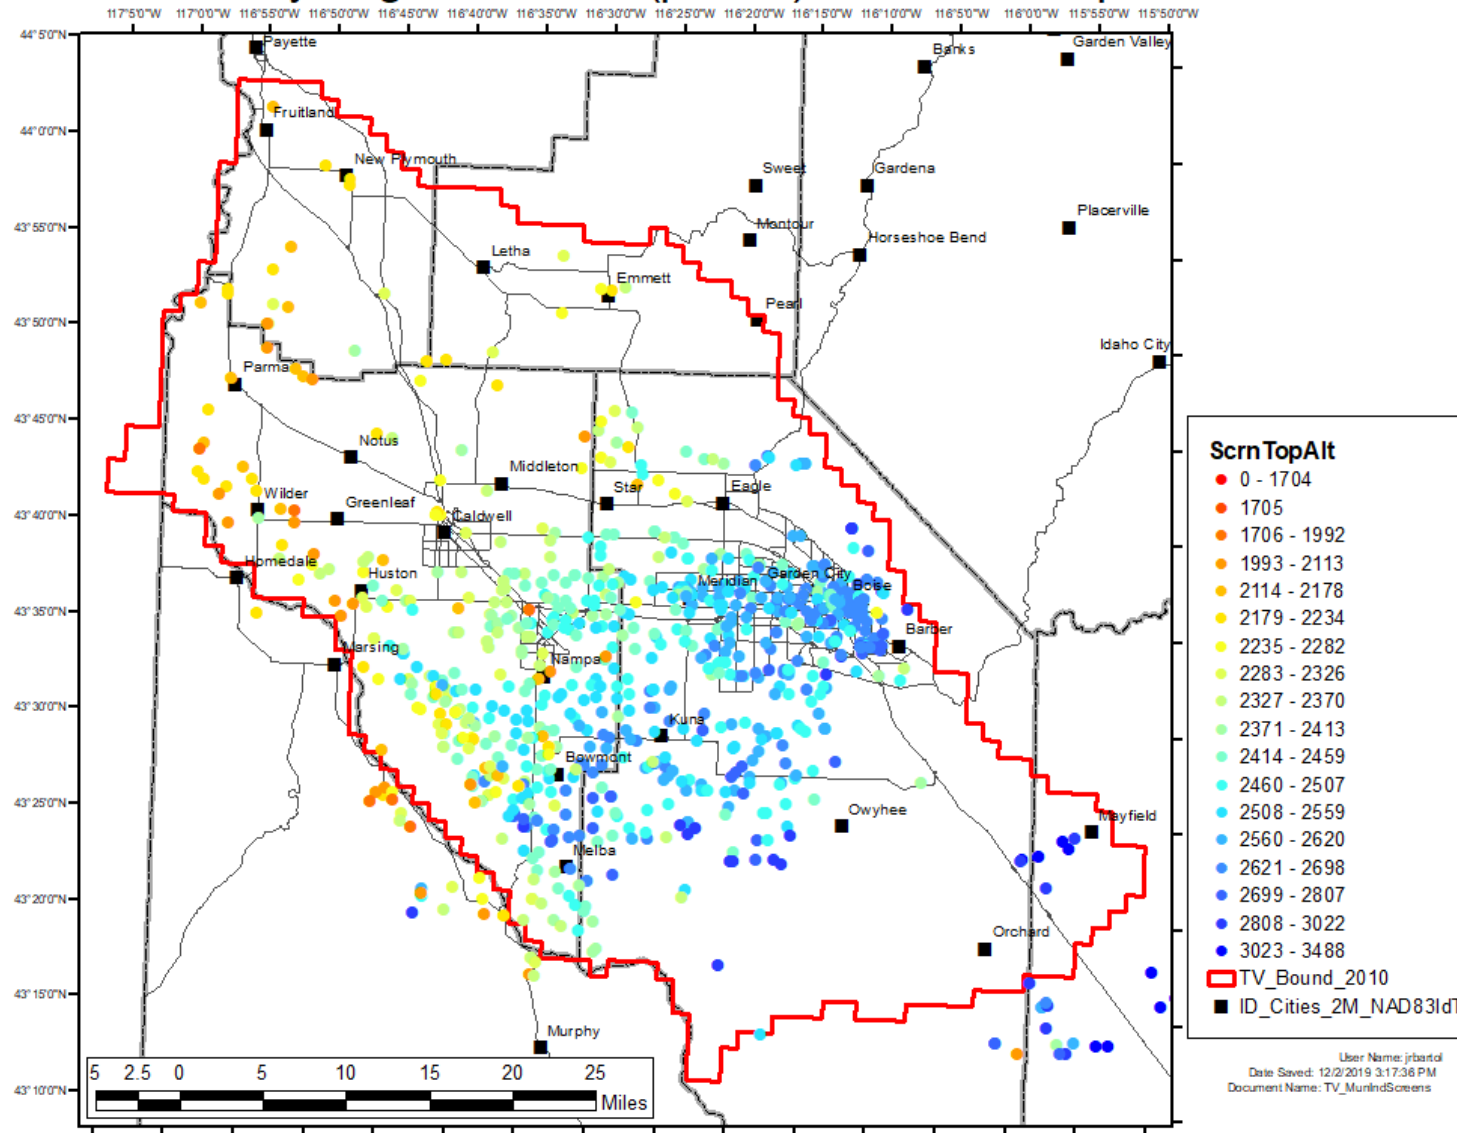 117°5'0"W 117°0'0"W 116°55'0"W 116°50'0"W 116°45'0"W 116°40'0"W 116°35'0"W 116°30'0"W 116°25'0"W 116°20'0"W 116°15'0"W 116°10'0"W 116°5'0"W 116°0'0"W 115°55'0"W 115°50'0"W
44°5'0"N
44°0'0"N
43°55'0"N
43°50'0"N
43°45'0"N
43°40'0"N
43°35'0"N
43°30'0"N
43°25'0"N
43°20'0"N
43°15'0"N
43°10'0"N
Payette
Banks
Garden Valley
Fruitland
New Plymouth
Sweet
Gardena
Placerville
Montour
Horseshoe Bend
Letha
Emmett
Pearl
Idaho City
Parma
Notus
Middleton
Star
Eagle
Wilder
Greenleaf
Caldwell
Homedale
Huston
Meridian
Garden City
Boise
Barber
Marsing
Nampa
Kuna
Bowmont
Owyhee
Mayfield
Melba
Orchard
Murphy
5 2.5 0 5 10 15 20 25
Miles
ScrnTopAlt
0 - 1704
1705
1706 - 1992
1993 - 2113
2114 - 2178
2179 - 2234
2235 - 2282
2283 - 2326
2327 - 2370
2371 - 2413
2414 - 2459
2460 - 2507
2508 - 2559
2560 - 2620
2621 - 2698
2699 - 2807
2808 - 3022
3023 - 3488
TV_Bound_2010
ID_Cities_2M_NAD83IdT
User Name: jrbartol
Date Saved: 12/2/2019 3:17:36 PM
Document Name: TV_MunIndScreens